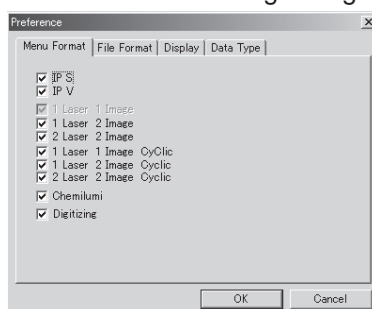 Preference
Menu Format File Format Display Data Type
IP S
IP V
1 Laser 1 Image
1 Laser 2 Image
2 Laser 2 Image
1 Laser 1 Image CyClic
1 Laser 2 Image Cyclic
2 Laser 2 Image Cyclic
Chemilumi
Digitizing
OK Cancel